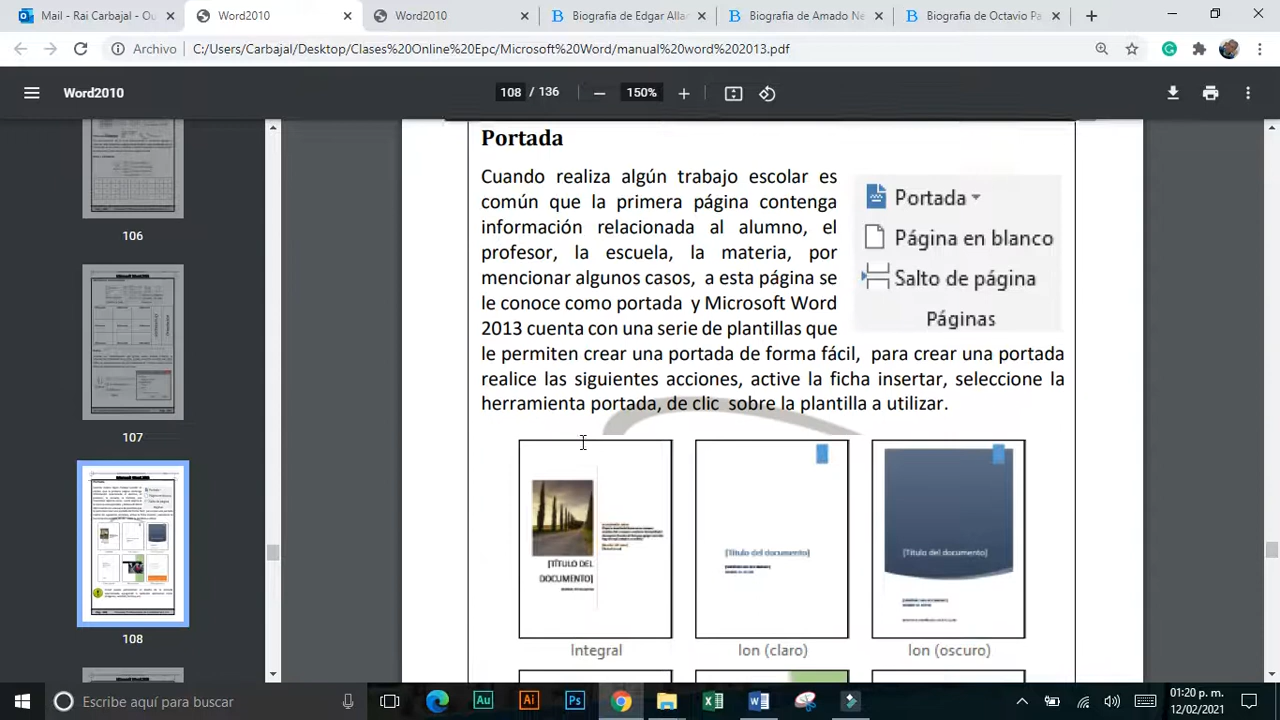 Mail - Rai Carbajal - Outlook
Word2010
Word2010
Biografia de Edgar Alla
Biografia de Amado Ne
Biografia de Octavio Pa
Archivo
C:/Users/Carbajal/Desktop/Clases%20Online%20Epc/Microsoft%20Word/manual%20word%202013.pdf
Word2010
108 / 136
150%
106
107
108
Portada
Cuando realiza algún trabajo escolar es
común que la primera página contenga
información relacionada al alumno, el
profesor, la escuela, la materia, por
mencionar algunos casos, a esta página se
le conoce como portada y Microsoft Word
2013 cuenta con una serie de plantillas que
le permiten crear una portada de forma fácil, para crear una portada
realice las siguientes acciones, active la ficha insertar, seleccione la
herramienta portada, de clic sobre la plantilla a utilizar.
Portada
Página en blanco
Salto de página
Páginas
[TÍTULO DEL
DOCUMENTO]
Integral
[Título del documento]
Ion (claro)
[Título del documento]
Ion (oscuro)
Escribe aquí para buscar
Au
Ai
Ps
01:20 p. m.
12/02/2021